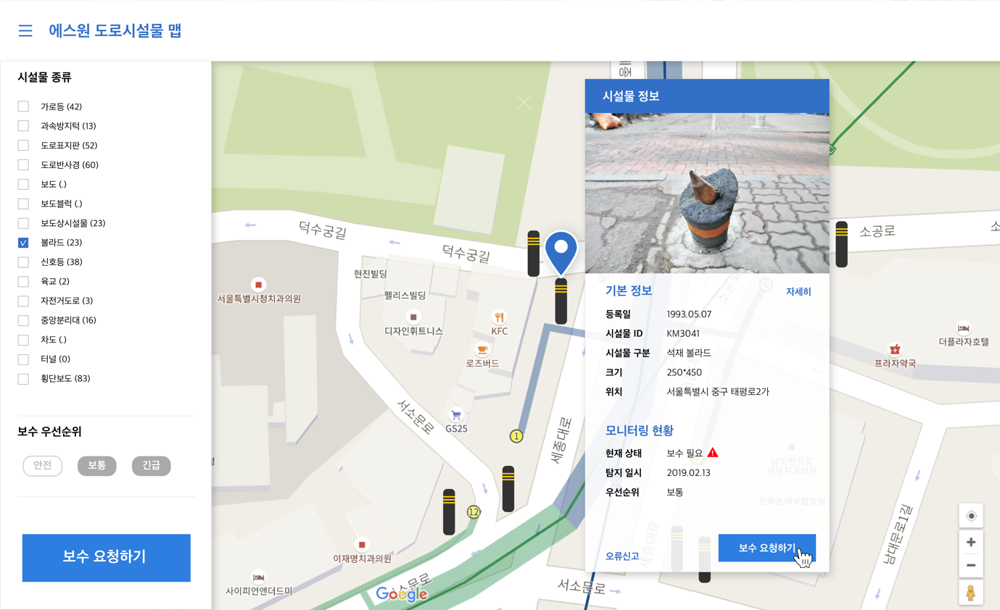 에스원 도로시설물 맵
시설물 종류
가로등 (42)
과속방지턱 (13)
도로표지판 (52)
도로반사경 (60)
보도 (.)
보도블럭 (.)
보도상시설물 (23)
볼라드 (23)
신호등 (38)
육교 (2)
자전거도로 (3)
중앙분리대 (16)
차도 (.)
터널 (0)
횡단보도 (83)
보수 우선순위
안전
보통
긴급
보수 요청하기
덕수궁길
덕수궁길
현진빌딩
서울특별시청치과의원
펠리스빌딩
디자인휘트니스
KFC
로즈버드
서소문로
GS25
1
세종대로
12
이재명치과의원
사이피언앤더드미
서소문로
Google
시설물 정보
기본 정보
자세히
등록일 1993.05.07
시설물 ID KM3041
시설물 구분 석재 볼라드
크기 250*450
위치 서울특별시 중구 태평로2가
모니터링 현황
현재 상태 보수 필요
탐지 일시 2019.02.13
우선순위 보통
오류신고
보수 요청하기
소공로
6
소공로
세종대로
남도현프로
덴탈치과의원
한화손해보험빌딩
서소문로
더플라자호텔
프라자약국
남대문로1길